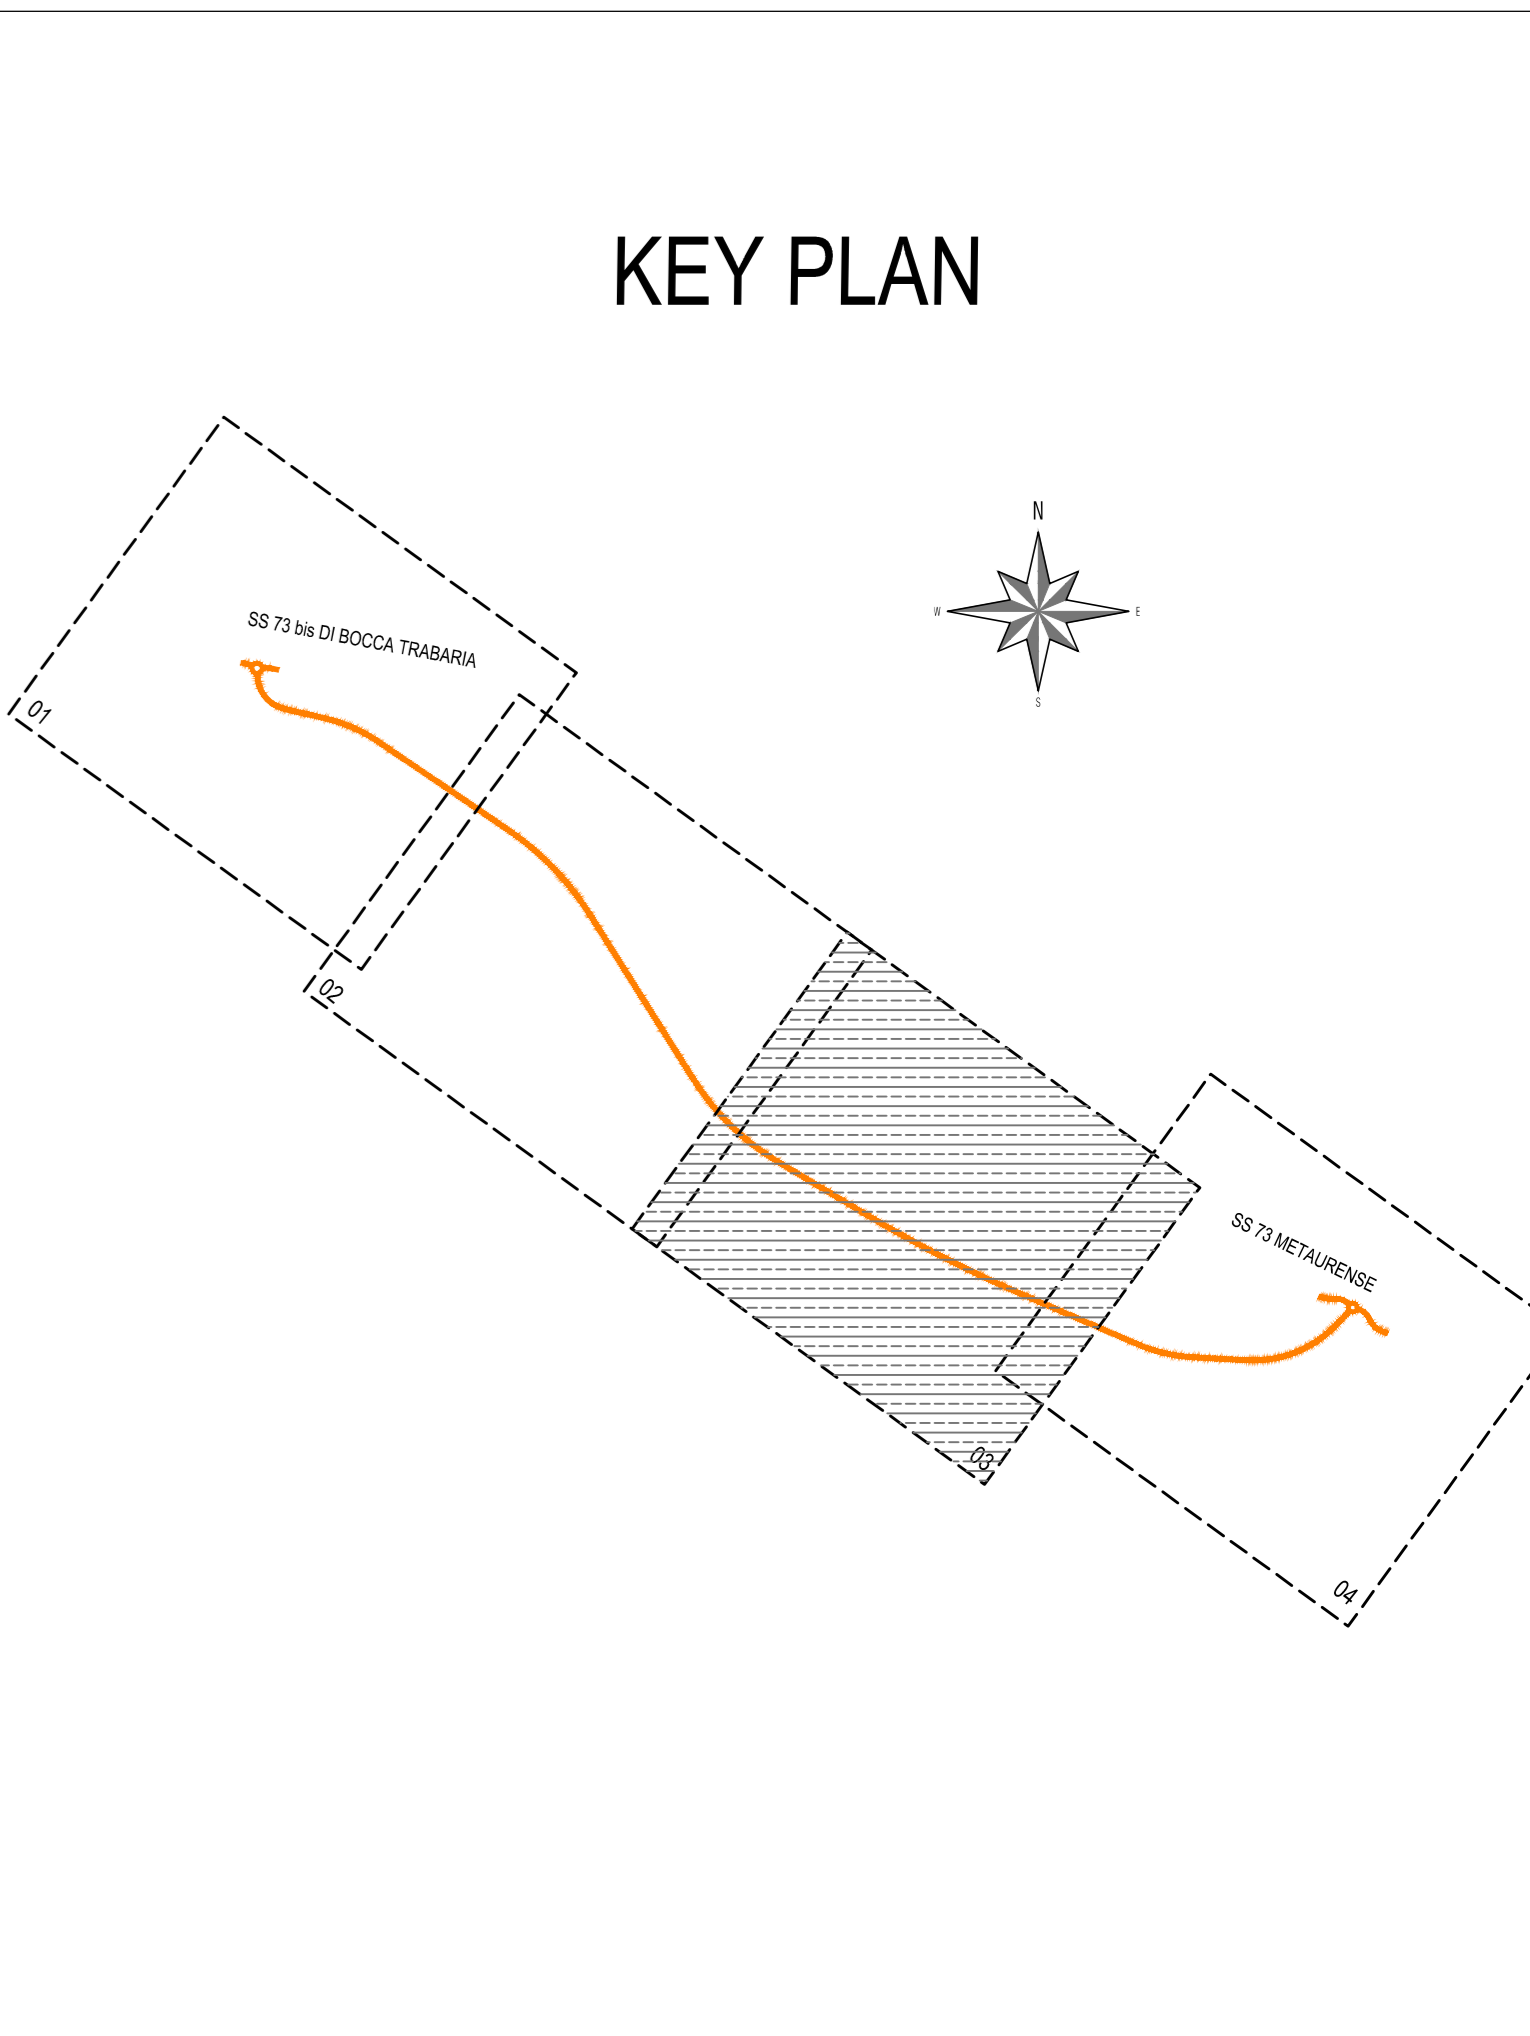 KEY PLAN
N
W
E
S
SS 73 bis DI BOCCA TRABARIA
01
02
SS 73 METAURENSE
03
04